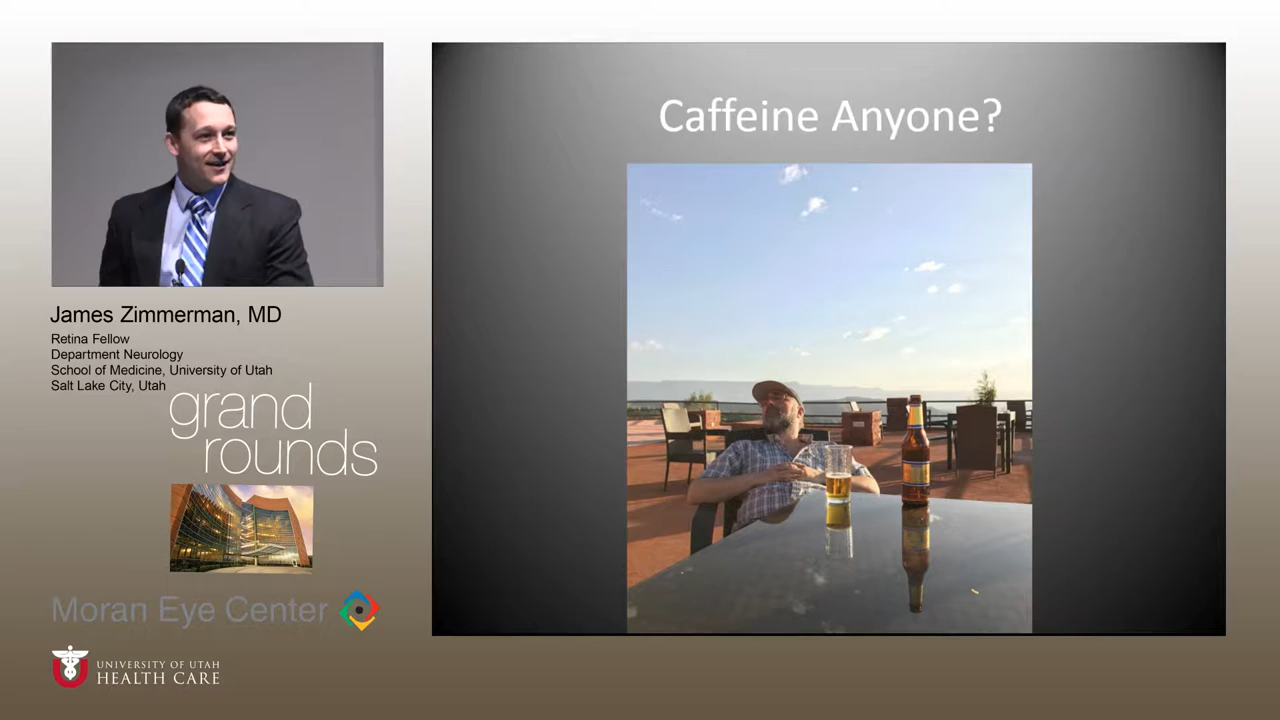 Caffeine Anyone?
James Zimmerman, MD
Retina Fellow
Department Neurology
School of Medicine, University of Utah
Salt Lake City, Utah
grand
rounds
Moran Eye Center
UNIVERSITY OF UTAH
HEALTH CARE